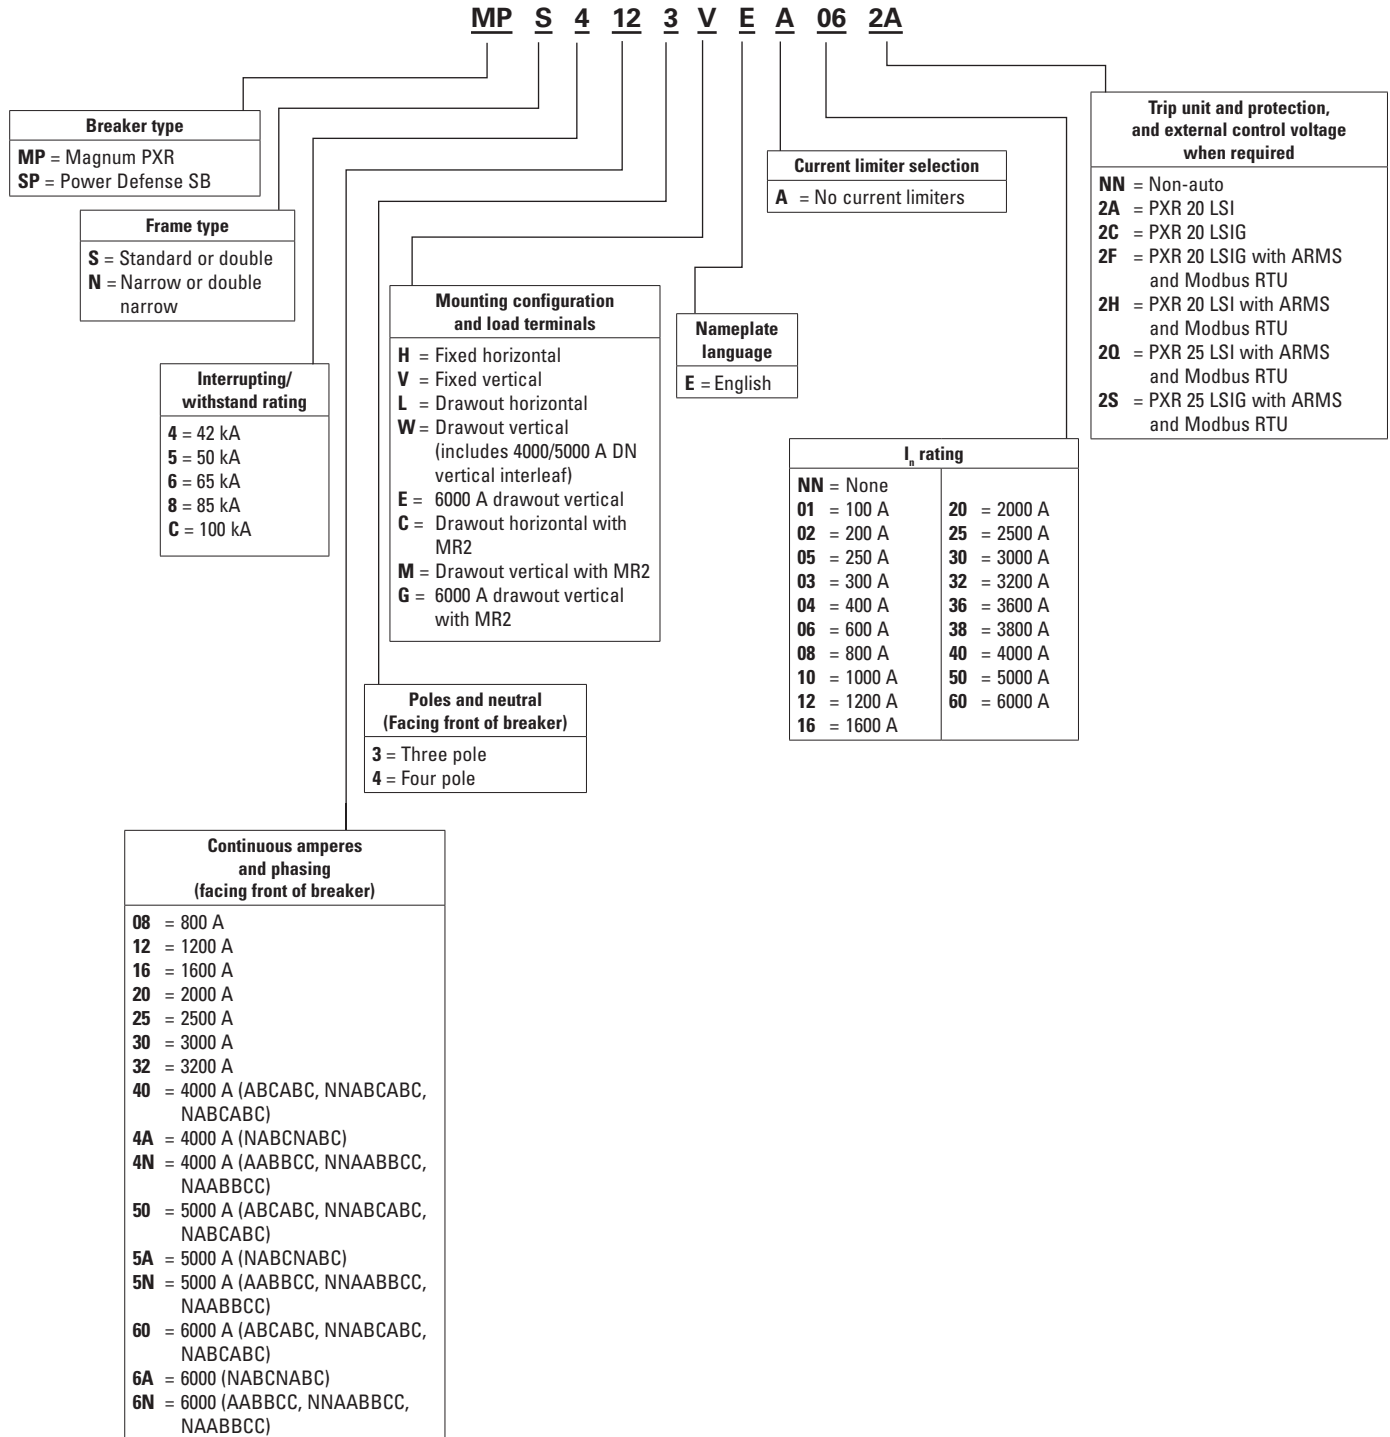 MP S 4 12 3 V E A 06 2A
Breaker type
MP = Magnum PXR
SP = Power Defense SB
Frame type
S = Standard or double
N = Narrow or double
narrow
Interrupting/
withstand rating
4 = 42 kA
5 = 50 kA
6 = 65 kA
8 = 85 kA
C = 100 kA
Continuous amperes
and phasing
(facing front of breaker)
08 = 800 A
12 = 1200 A
16 = 1600 A
20 = 2000 A
25 = 2500 A
30 = 3000 A
32 = 3200 A
40 = 4000 A (ABCABC, NNABCABC,
NABCABC)
4A = 4000 A (NABCNABC)
4N = 4000 A (AABBCC, NNAABBCC,
NAABBCC)
50 = 5000 A (ABCABC, NNABCABC,
NABCABC)
5A = 5000 A (NABCNABC)
5N = 5000 A (AABBCC, NNAABBCC,
NAABBCC)
60 = 6000 A (ABCABC, NNABCABC,
NABCABC)
6A = 6000 (NABCNABC)
6N = 6000 (AABBCC, NNAABBCC,
NAABBCC)
Poles and neutral
(Facing front of breaker)
3 = Three pole
4 = Four pole
Mounting configuration
and load terminals
H = Fixed horizontal
V = Fixed vertical
L = Drawout horizontal
W = Drawout vertical
(includes 4000/5000 A DN
vertical interleaf)
E = 6000 A drawout vertical
C = Drawout horizontal with
MR2
M = Drawout vertical with MR2
G = 6000 A drawout vertical
with MR2
Nameplate
language
E = English
Current limiter selection
A = No current limiters
In rating
NN = None
01 = 100 A
02 = 200 A
05 = 250 A
03 = 300 A
04 = 400 A
06 = 600 A
08 = 800 A
10 = 1000 A
12 = 1200 A
16 = 1600 A
20 = 2000 A
25 = 2500 A
30 = 3000 A
32 = 3200 A
36 = 3600 A
38 = 3800 A
40 = 4000 A
50 = 5000 A
60 = 6000 A
Trip unit and protection,
and external control voltage
when required
NN = Non-auto
2A = PXR 20 LSI
2C = PXR 20 LSIG
2F = PXR 20 LSIG with ARMS
and Modbus RTU
2H = PXR 20 LSI with ARMS
and Modbus RTU
2Q = PXR 25 LSI with ARMS
and Modbus RTU
2S = PXR 25 LSIG with ARMS
and Modbus RTU